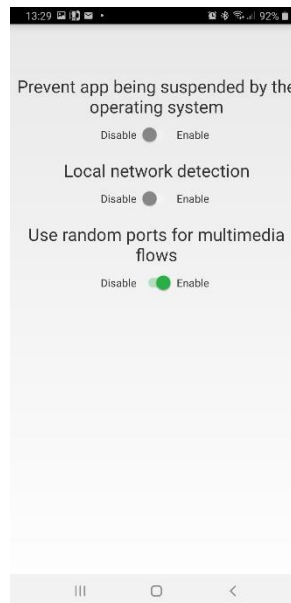 13:29 92%
Prevent app being suspended by the
operating system
Disable Enable
Local network detection
Disable Enable
Use random ports for multimedia
flows
Disable Enable